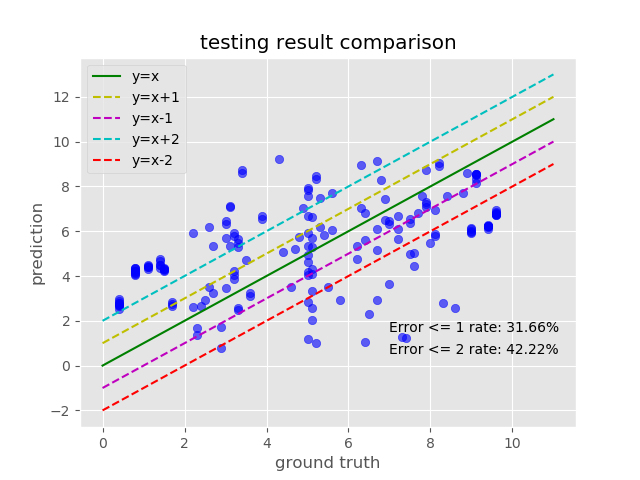 testing result comparison
y=x
y=x+1
y=x-1
y=x+2
y=x-2
12
10
8
6
4
2
0
−2
prediction
Error <= 1 rate: 31.66%
Error <= 2 rate: 42.22%
0 2 4 6 8 10
ground truth